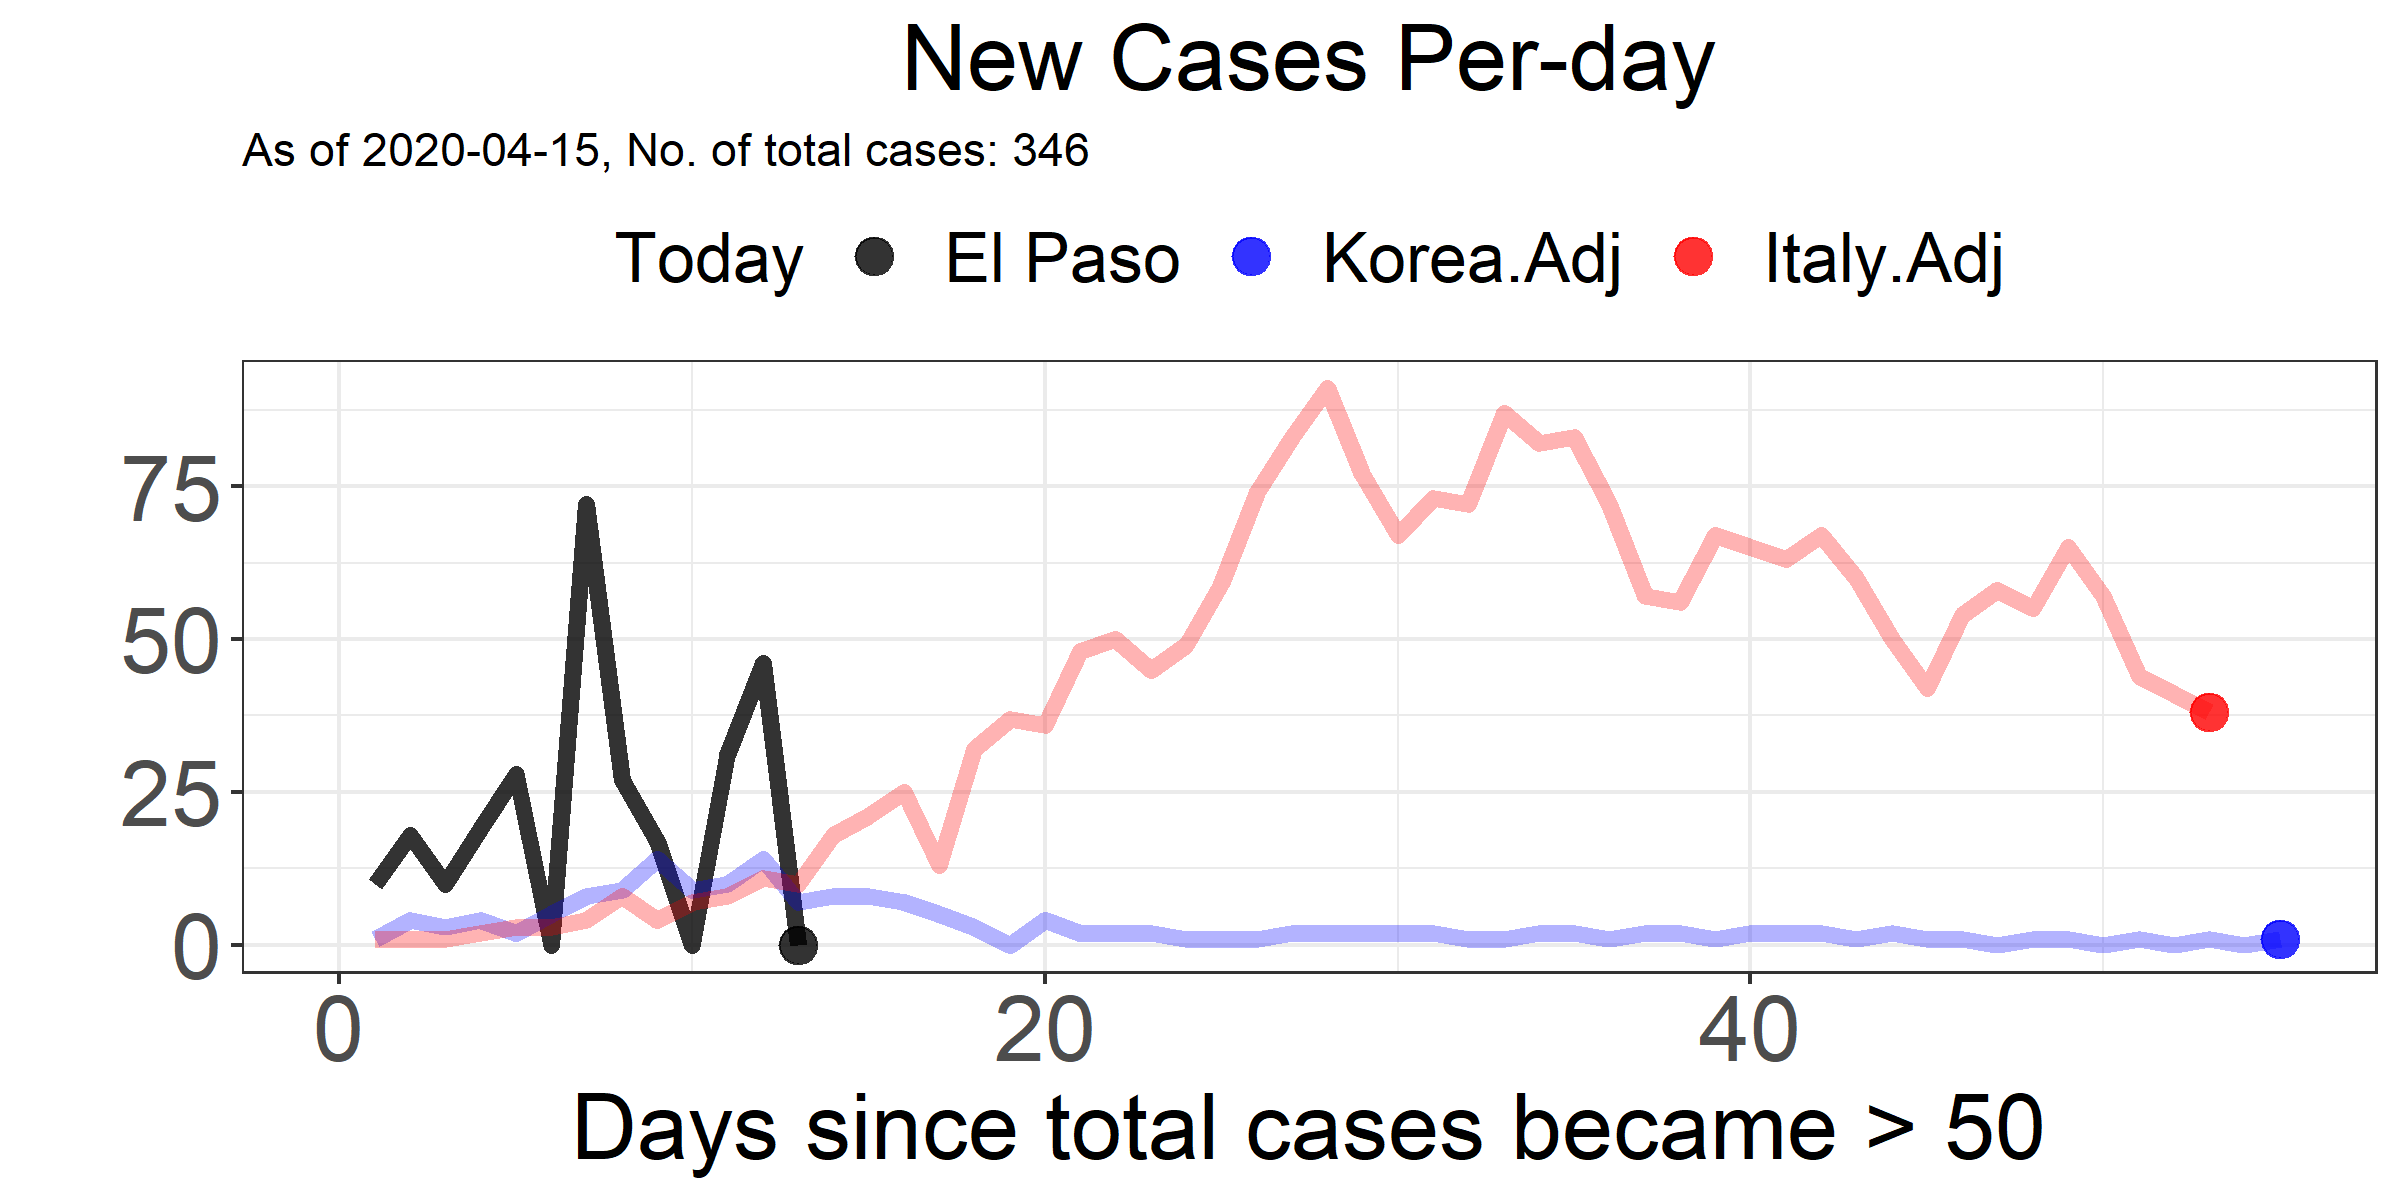 New Cases Per-day
As of 2020-04-15, No. of total cases: 346
Today El Paso Korea.Adj Italy.Adj
75
50
25
0
0 20 40
Days since total cases became > 50